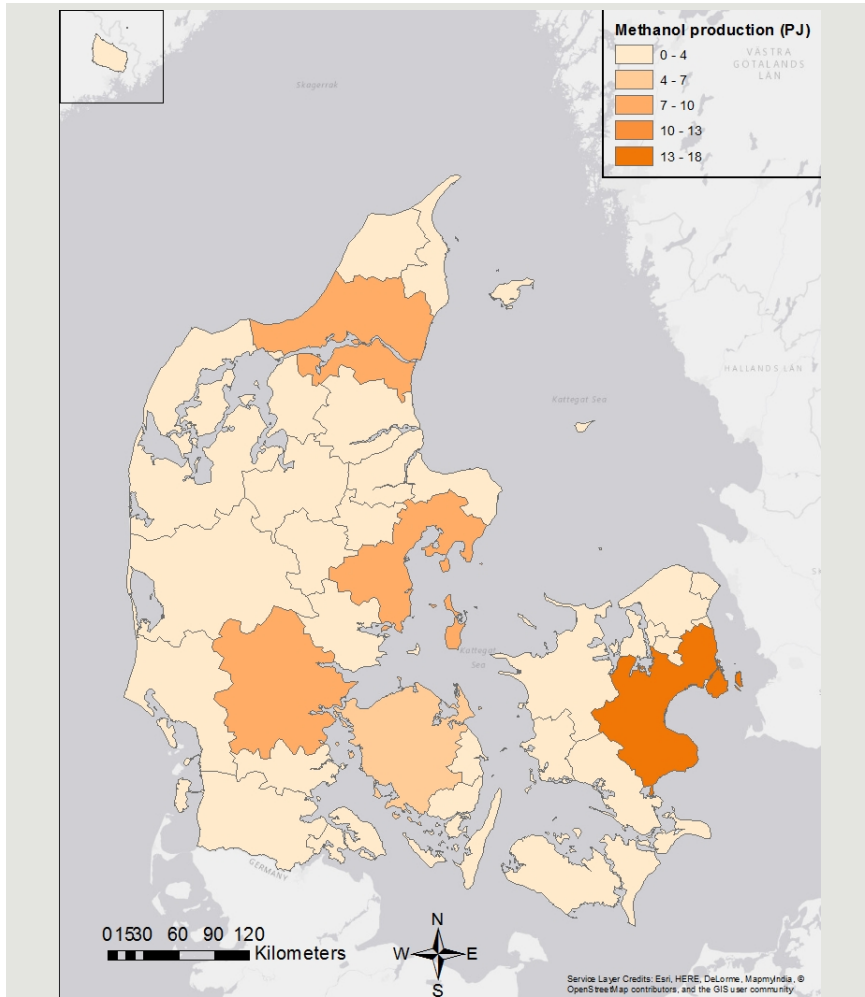 Methanol production (PJ)
0 - 4
4 - 7
7 - 10
10 - 13
13 - 18
VÄSTRA
GÖTALANDS
LÄN
Skagerrak
HALLANDS LÄN
Kattegat Sea
Kattegat
Sea
GERMANY
0 15 30 60 90 120
Kilometers
N
W E
S
Service Layer Credits: Esri, HERE, DeLorme, MapmyIndia, ©
OpenStreetMap contributors, and the GIS user community